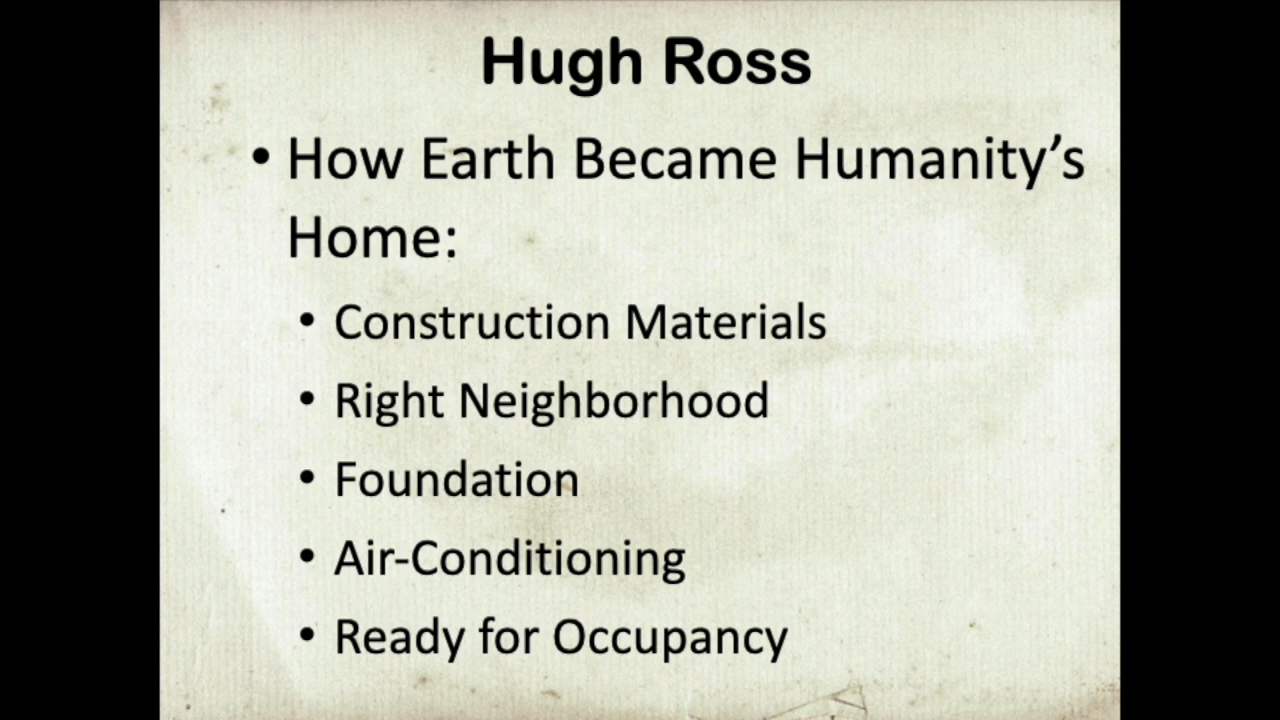 Hugh Ross
• How Earth Became Humanity’s
Home:
• Construction Materials
• Right Neighborhood
• Foundation
• Air-Conditioning
• Ready for Occupancy